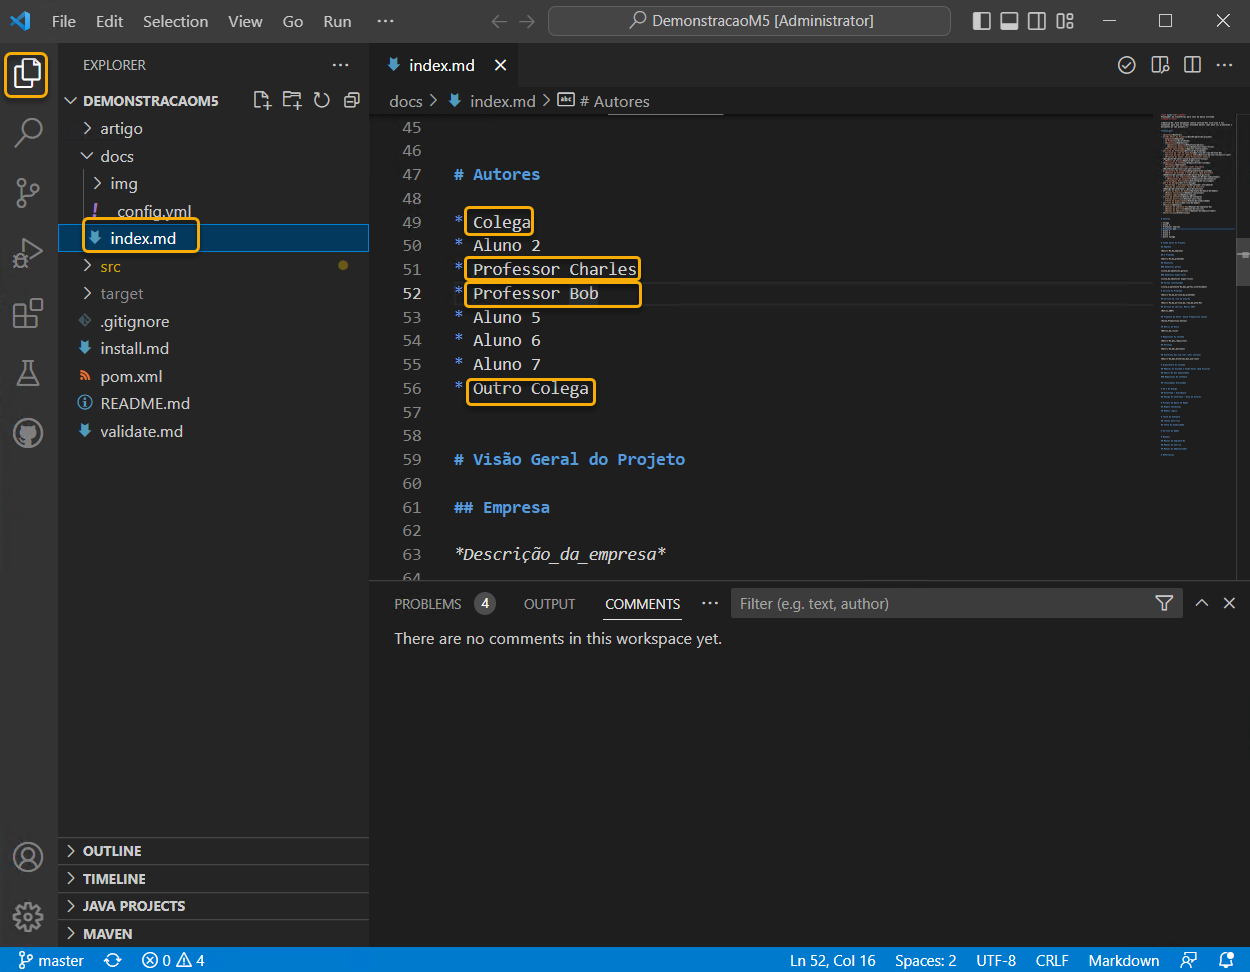 File Edit Selection View Go Run ···
DemonstracaoM5 [Administrator]
EXPLORER
DEMONSTRACAOM5
artigo
docs
img
_config.yml
index.md
src
target
.gitignore
install.md
pom.xml
README.md
validate.md
OUTLINE
TIMELINE
JAVA PROJECTS
MAVEN
index.md
docs > index.md > # Autores
45
46
47 # Autores
48
49 * Colega
50 * Aluno 2
51 * Professor Charles
52 * Professor Bob
53 * Aluno 5
54 * Aluno 6
55 * Aluno 7
56 * Outro Colega
57
58
59 # Visão Geral do Projeto
60
61 ## Empresa
62
63 *Descrição_da_empresa*
64
PROBLEMS 4 OUTPUT COMMENTS ··· Filter (e.g. text, author)
There are no comments in this workspace yet.
master 0 4 Ln 52, Col 16 Spaces: 2 UTF-8 CRLF Markdown